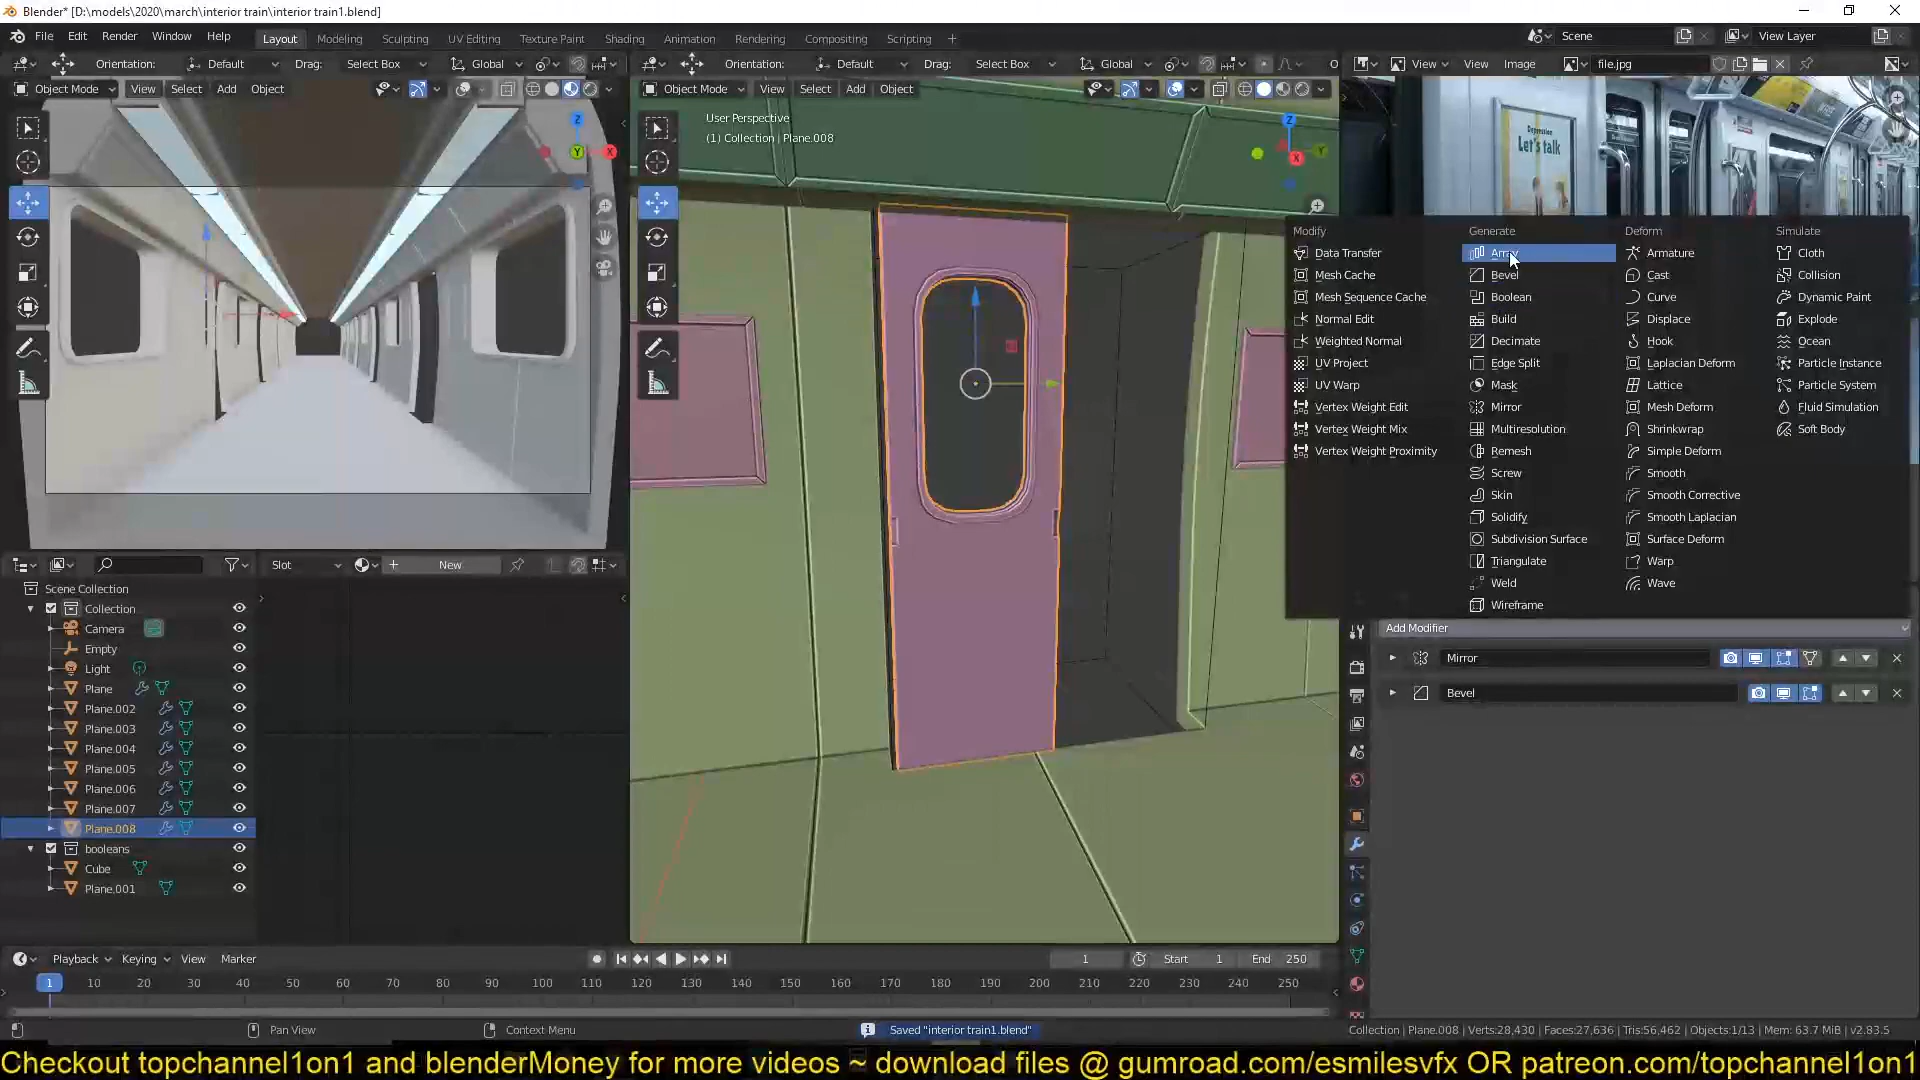 Blender* [D:\models\2020\march\interior train\interior train1.blend]
File Edit Render Window Help
Layout Modeling Sculpting UV Editing Texture Paint Shading Animation Rendering Compositing Scripting +
Scene
View Layer
Orientation: Default Drag: Select Box Global
Orientation: Default Drag: Select Box Global
View View Image file.jpg
Object Mode View Select Add Object
Object Mode View Select Add Object
User Perspective
(1) Collection | Plane.008
Depression
Let's talk
Modify
Data Transfer
Mesh Cache
Mesh Sequence Cache
Normal Edit
Weighted Normal
UV Project
UV Warp
Vertex Weight Edit
Vertex Weight Mix
Vertex Weight Proximity
Generate
Array
Bevel
Boolean
Build
Decimate
Edge Split
Mask
Mirror
Multiresolution
Remesh
Screw
Skin
Solidify
Subdivision Surface
Triangulate
Weld
Wireframe
Deform
Armature
Cast
Curve
Displace
Hook
Laplacian Deform
Lattice
Mesh Deform
Shrinkwrap
Simple Deform
Smooth
Smooth Corrective
Smooth Laplacian
Surface Deform
Warp
Wave
Simulate
Cloth
Collision
Dynamic Paint
Explode
Ocean
Particle Instance
Particle System
Fluid Simulation
Soft Body
Add Modifier
Mirror
Bevel
Slot
New
Scene Collection
Collection
Camera
Empty
Light
Plane
Plane.002
Plane.003
Plane.004
Plane.005
Plane.006
Plane.007
Plane.008
booleans
Cube
Plane.001
Playback Keying View Marker
1 Start 1 End 250
1 10 20 30 40 50 60 70 80 90 100 110 120 130 140 150 160 170 180 190 200 210 220 230 240 250
Pan View
Context Menu
Saved "interior train1.blend"
Collection | Plane.008 | Verts:28,430 | Faces:27,636 | Tris:56,462 | Objects:1/13 | Mem: 63.7 MiB | v2.83.5
Checkout topchannel1on1 and blenderMoney for more videos ~ download files @ gumroad.com/esmilesvfx OR patreon.com/topchannel1on1